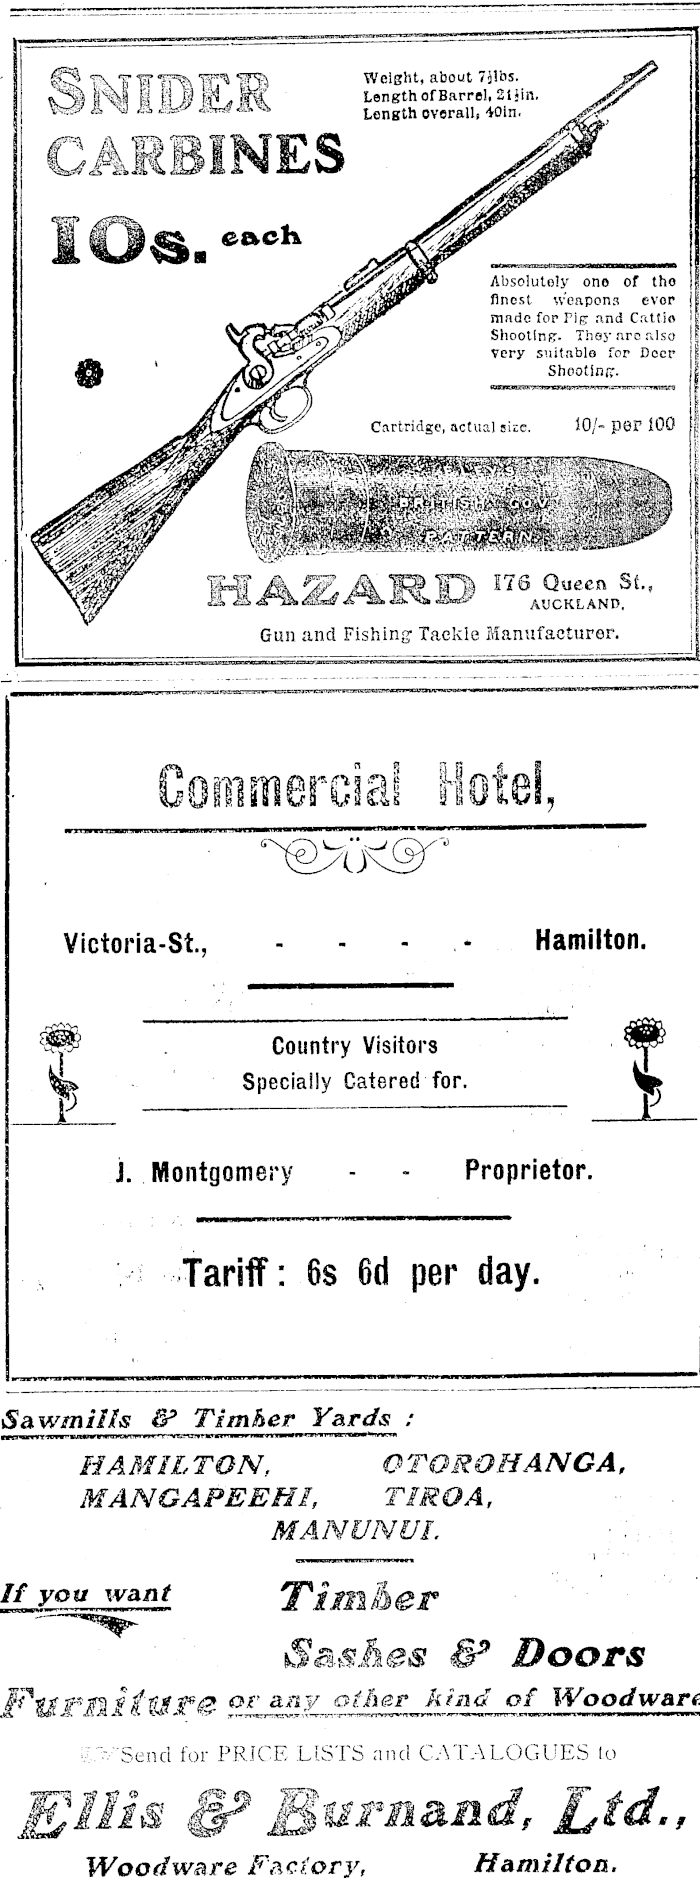 SNIDER
CARBINES
10s. each
Weight, about 7½lbs.
Length of Barrel, 21½in.
Length overall, 40in.
Absolutely one of the
finest weapons ever
made for Pig and Cattle
Shooting. They are also
very suitable for Deer
Shooting.
Cartridge, actual size. 10/- per 100
BRITISH GOV
PATTERN
HAZARD 176 Queen St.,
AUCKLAND,
Gun and Fishing Tackle Manufacturer.
Commercial Hotel,
Victoria-St., - - - - Hamilton.
Country Visitors
Specially Catered for.
J. Montgomery - - Proprietor.
Tariff : 6s 6d per day.
Sawmills & Timber Yards :
HAMILTON, OTOROHANGA,
MANGAPEEHI, TIROA,
MANUNUI.
If you want Timber
Sashes & Doors
Furniture or any other kind of Woodware
Send for PRICE LISTS and CATALOGUES to
Ellis & Burnand, Ltd.,
Woodware Factory, Hamilton.